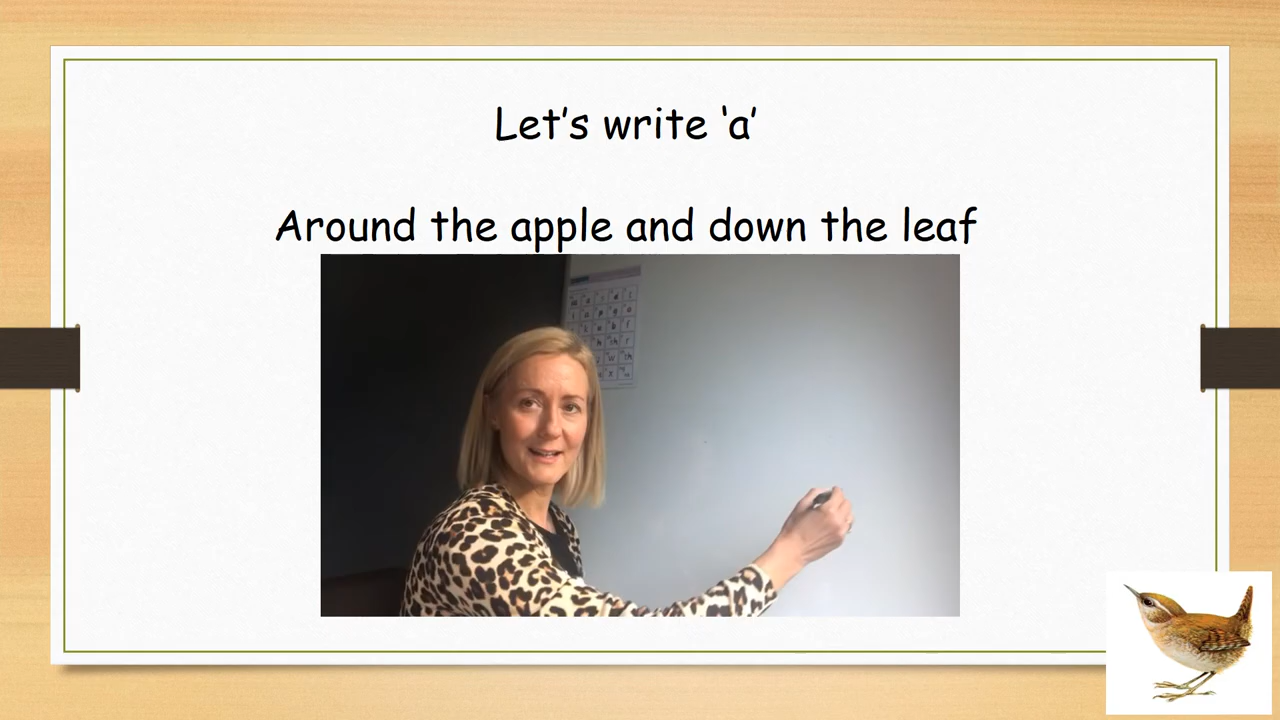 Let's write ‘a’
Around the apple and down the leaf